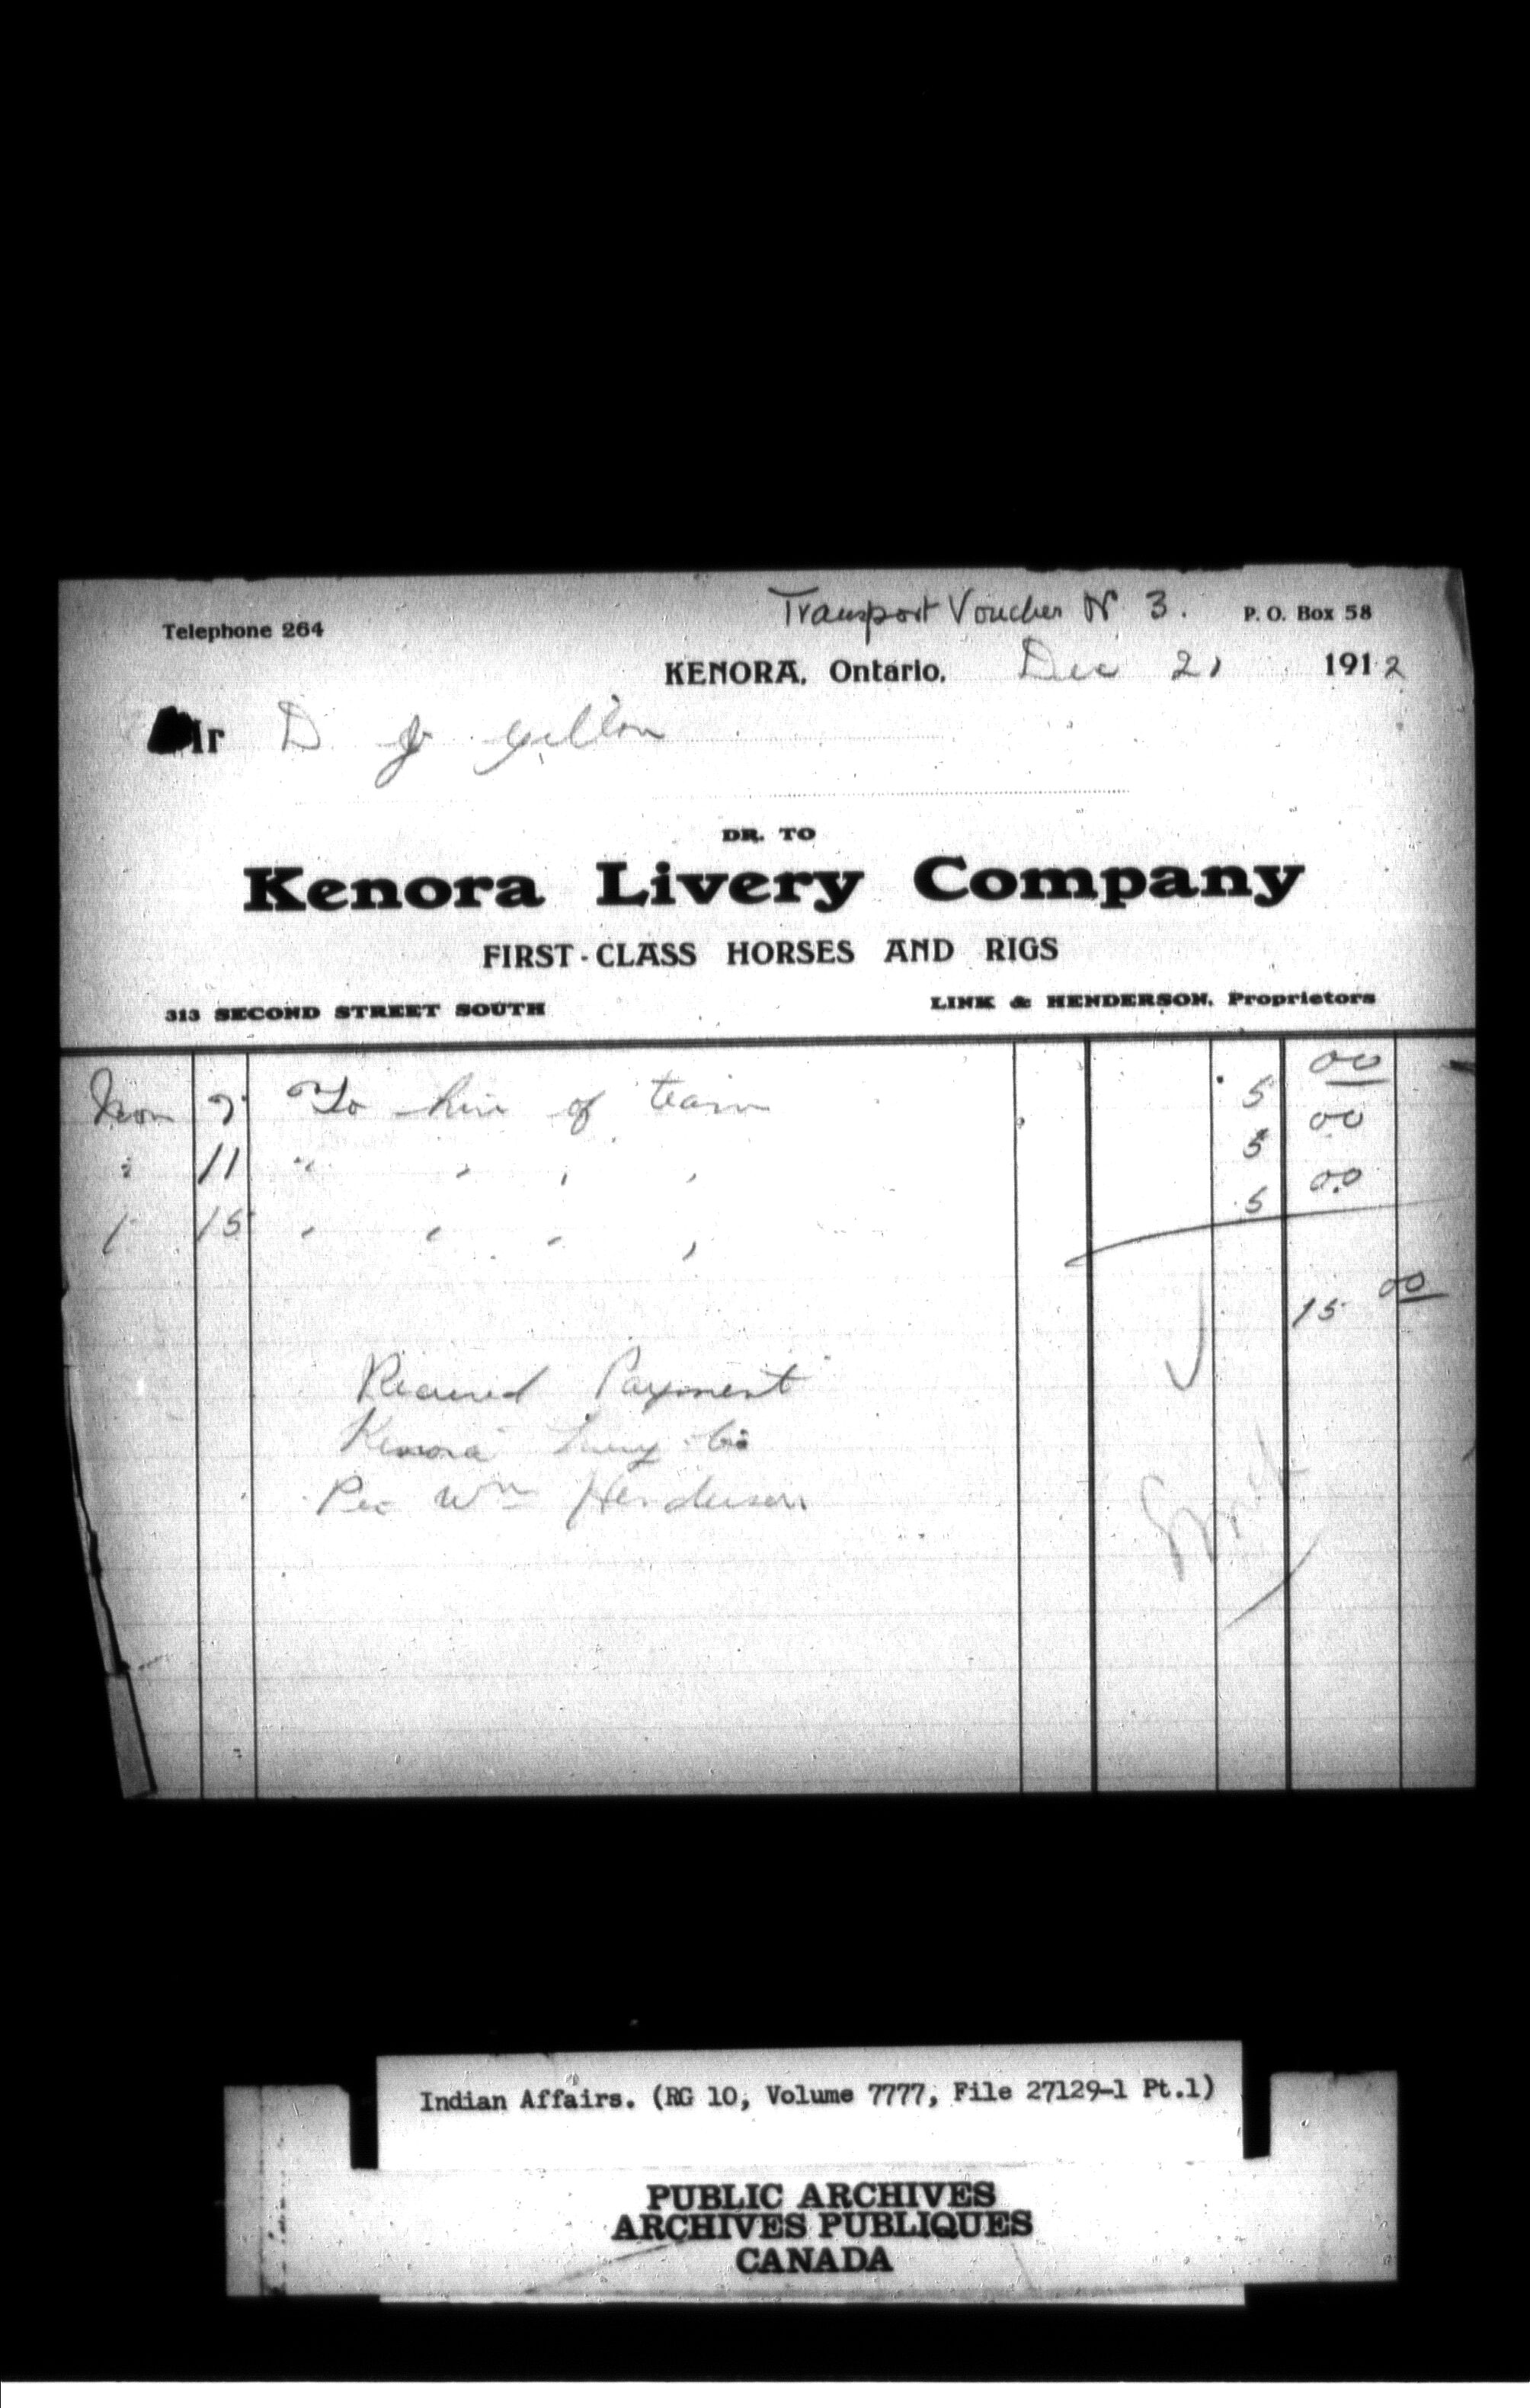 Transport Voucher No 3.
Telephone 264
P. O. Box 58
KENORA, Ontario, Dec 21 1912
Mr D J Gillon
DR. TO
Kenora Livery Company
FIRST-CLASS HORSES AND RIGS
313 SECOND STREET SOUTH
LINK & HENDERSON, Proprietors
Nov 7 To hire of team 5 00
" 11 " " " " 5 00
" 15 " " " " 5 00
15 00
Received Payment
Kenora Livery Co
Per Wm Henderson
Indian Affairs. (RG 10, Volume 7777, File 27129-1 Pt.1)
PUBLIC ARCHIVES
ARCHIVES PUBLIQUES
CANADA